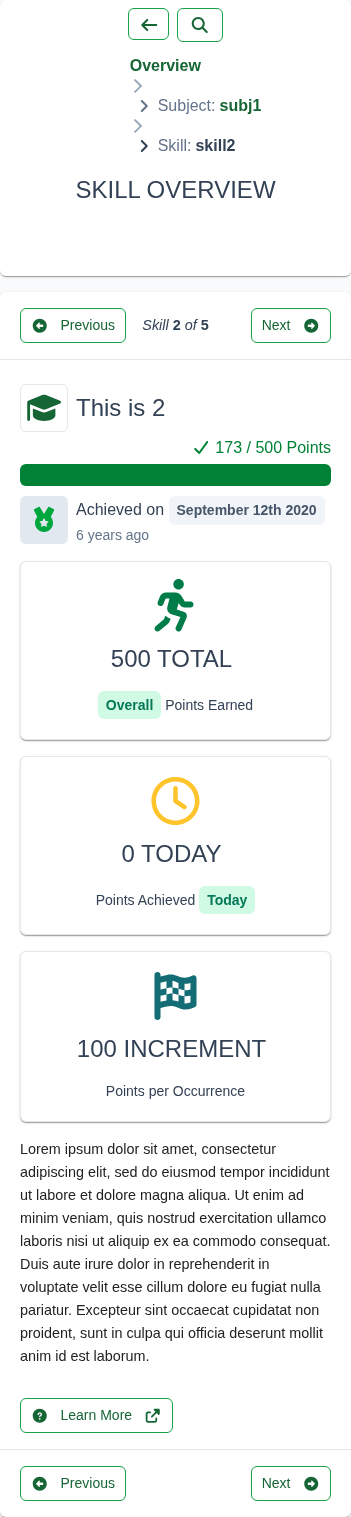 Overview
Subject: subj1
Skill: skill2
SKILL OVERVIEW
Previous
Skill 2 of 5
Next
This is 2
173 / 500 Points
Achieved on September 12th 2020
6 years ago
500 TOTAL
Overall Points Earned
0 TODAY
Points Achieved Today
100 INCREMENT
Points per Occurrence
Lorem ipsum dolor sit amet, consectetur
adipiscing elit, sed do eiusmod tempor incididunt
ut labore et dolore magna aliqua. Ut enim ad
minim veniam, quis nostrud exercitation ullamco
laboris nisi ut aliquip ex ea commodo consequat.
Duis aute irure dolor in reprehenderit in
voluptate velit esse cillum dolore eu fugiat nulla
pariatur. Excepteur sint occaecat cupidatat non
proident, sunt in culpa qui officia deserunt mollit
anim id est laborum.
Learn More
Previous
Next